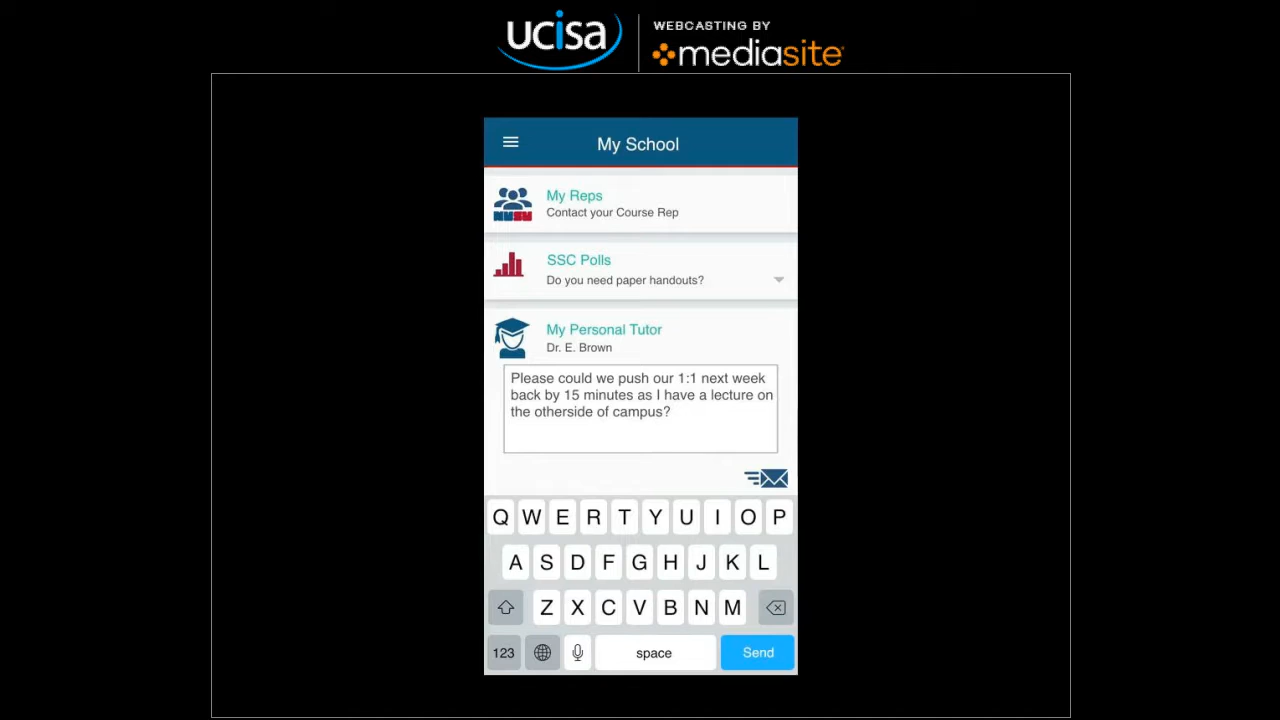 ucisa
WEBCASTING BY
mediasite
My School
My Reps
NUSU
Contact your Course Rep
SSC Polls
Do you need paper handouts?
My Personal Tutor
Dr. E. Brown
Please could we push our 1:1 next week
back by 15 minutes as I have a lecture on
the otherside of campus?
Q W E R T Y U I O P
A S D F G H J K L
Z X C V B N M
123 space Send